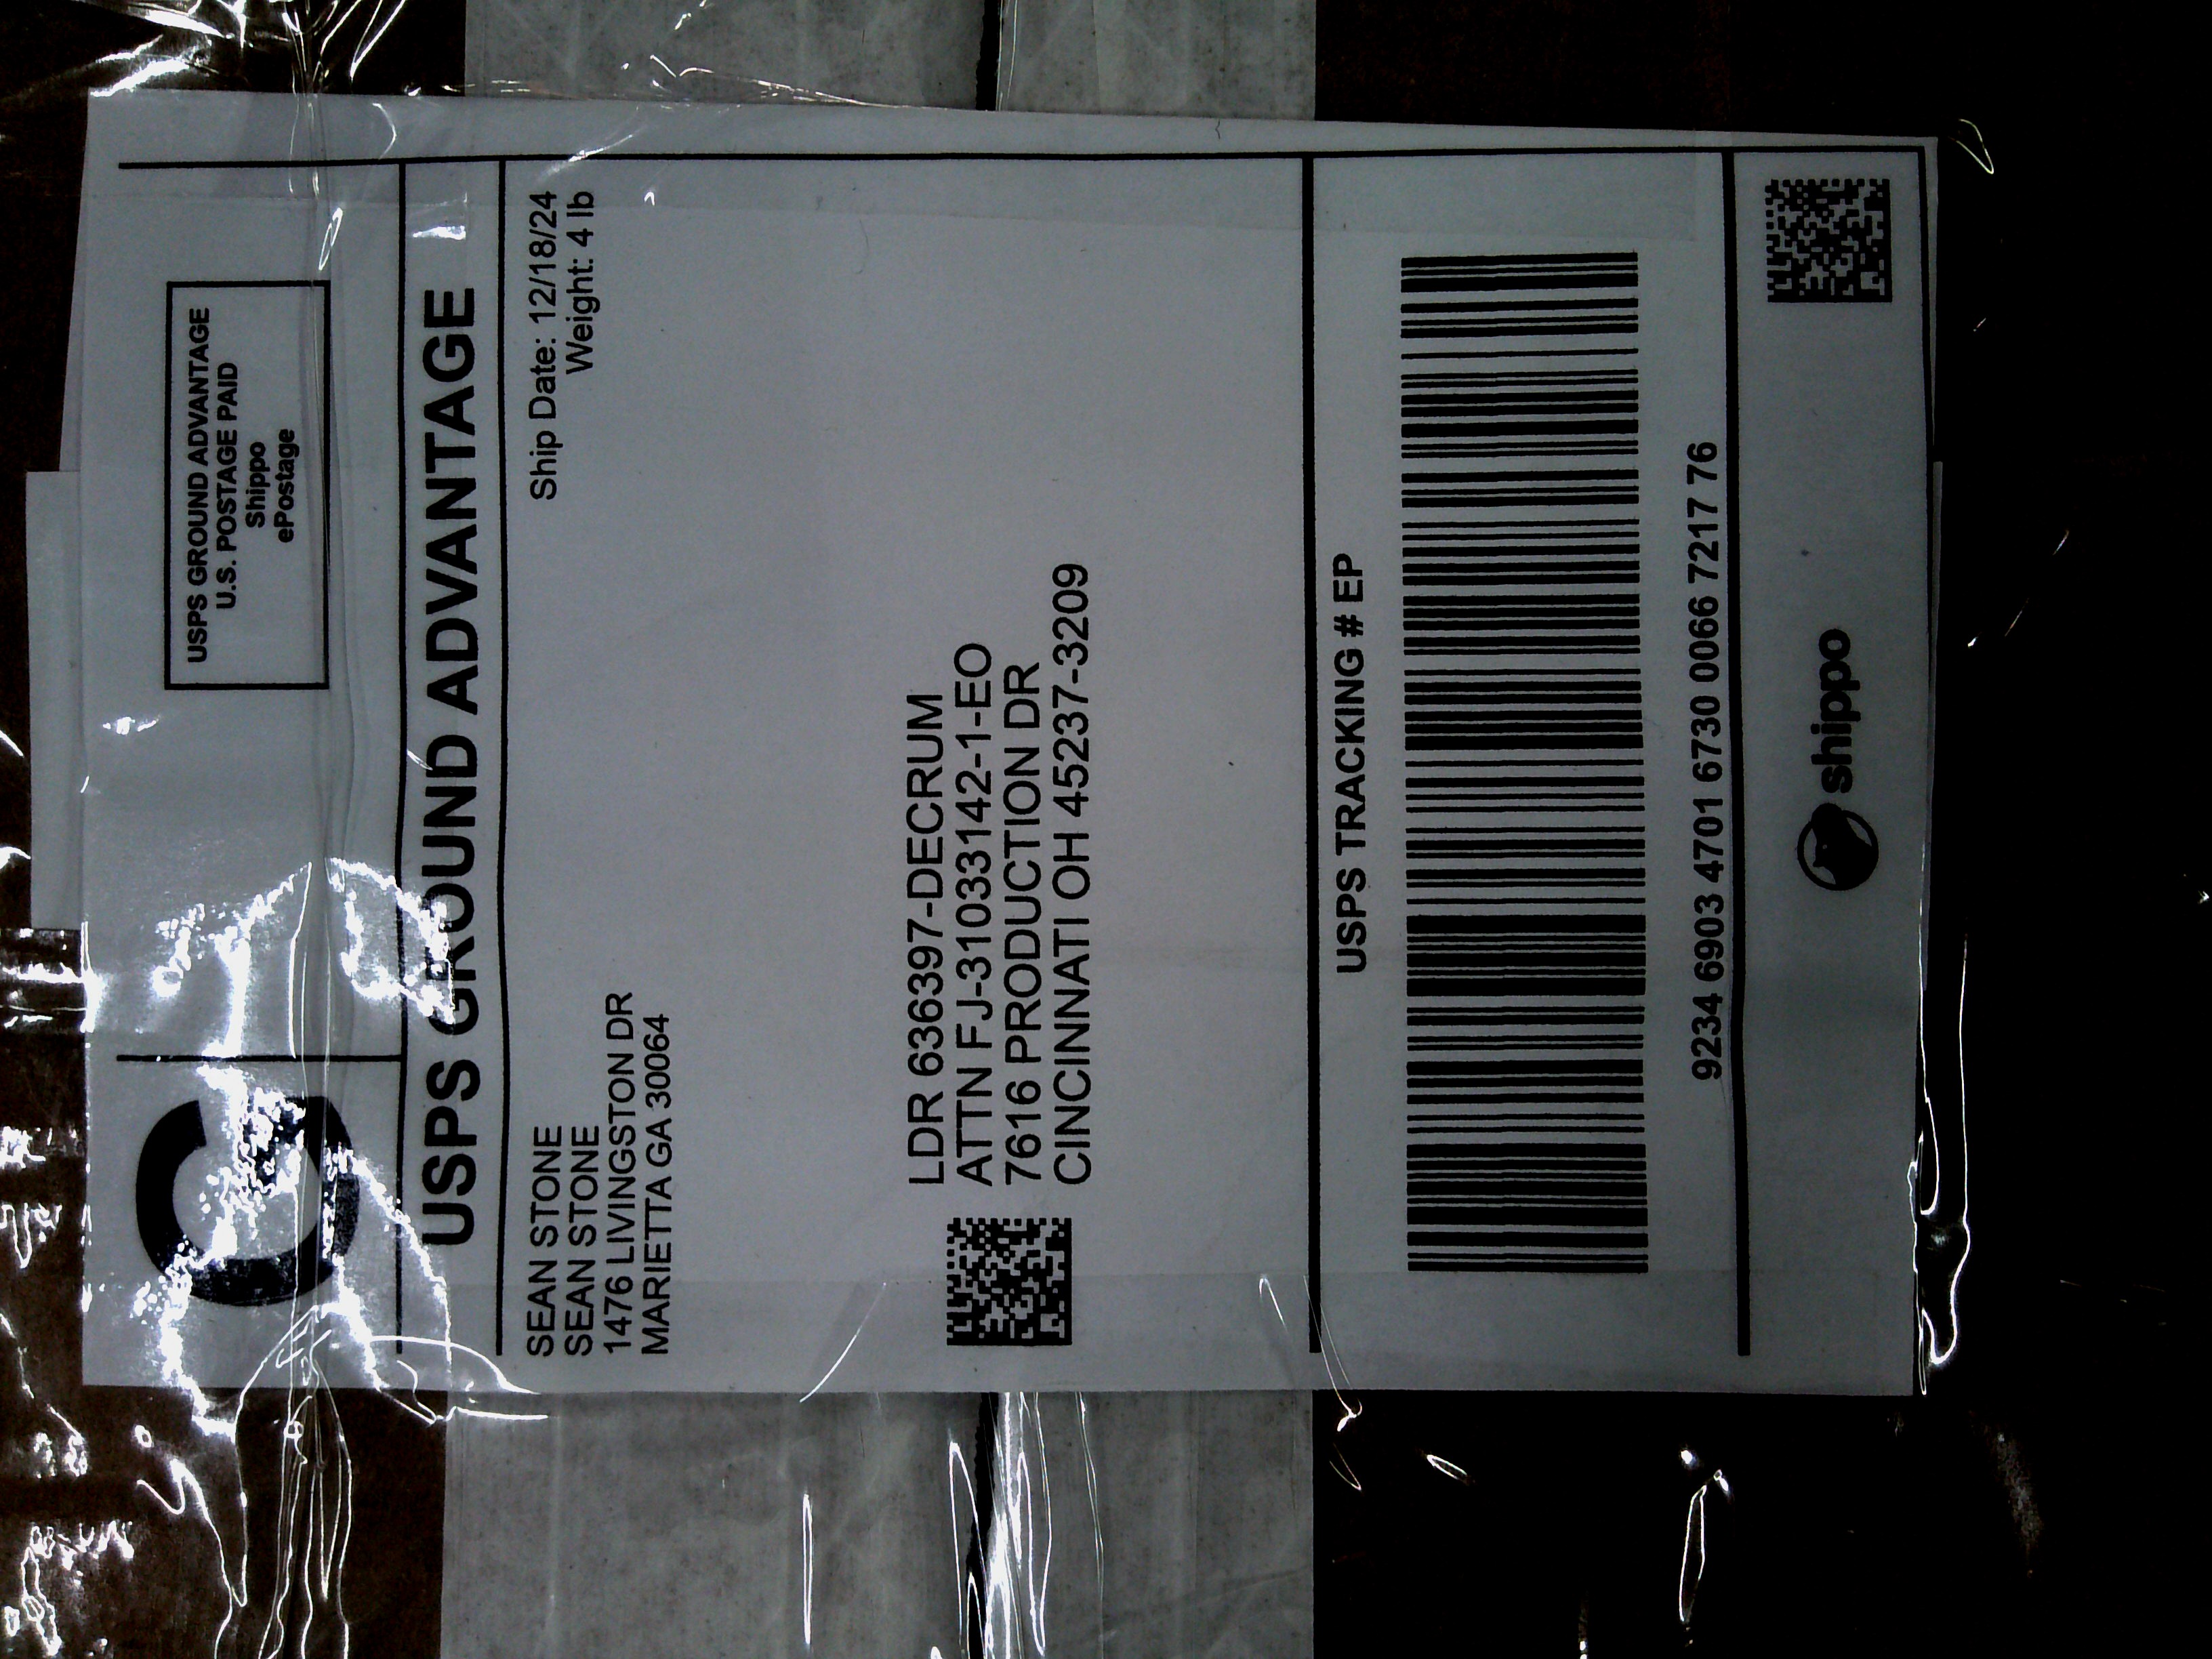 C
USPS GROUND ADVANTAGE
U.S. POSTAGE PAID
Shippo
ePostage
USPS GROUND ADVANTAGE
SEAN STONE
SEAN STONE
1476 LIVINGSTON DR
MARIETTA GA 30064
Ship Date: 12/18/24
Weight: 4 lb
LDR 636397-DECRUM
ATTN FJ-31033142-1-EO
7616 PRODUCTION DR
CINCINNATI OH 45237-3209
USPS TRACKING # EP
9234 6903 4701 6730 0066 7217 76
shippo